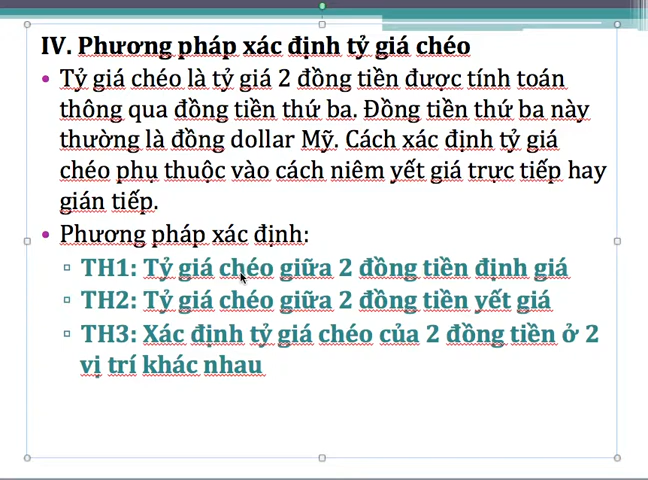 IV. Phương pháp xác định tỷ giá chéo
• Tỷ giá chéo là tỷ giá 2 đồng tiền được tính toán
thông qua đồng tiền thứ ba. Đồng tiền thứ ba này
thường là đồng dollar Mỹ. Cách xác định tỷ giá
chéo phụ thuộc vào cách niêm yết giá trực tiếp hay
gián tiếp.
• Phương pháp xác định:
▫ TH1: Tỷ giá chéo giữa 2 đồng tiền định giá
▫ TH2: Tỷ giá chéo giữa 2 đồng tiền yết giá
▫ TH3: Xác định tỷ giá chéo của 2 đồng tiền ở 2
vị trí khác nhau